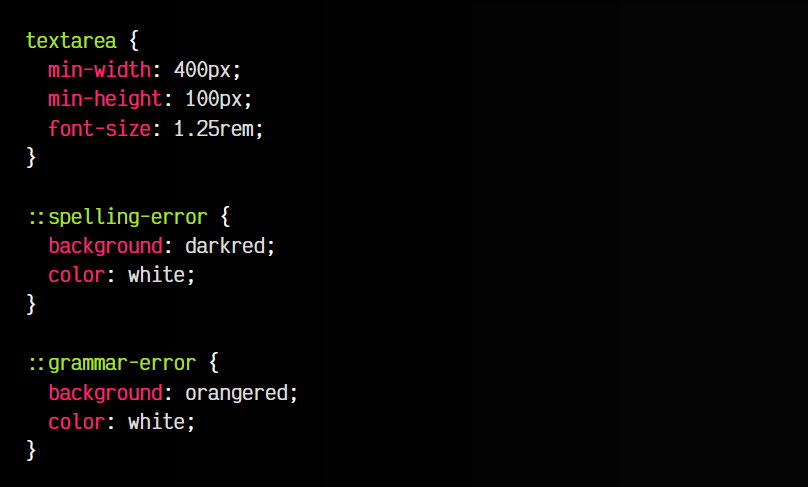 textarea {
  min-width: 400px;
  min-height: 100px;
  font-size: 1.25rem;
}

::spelling-error {
  background: darkred;
  color: white;
}

::grammar-error {
  background: orangered;
  color: white;
}